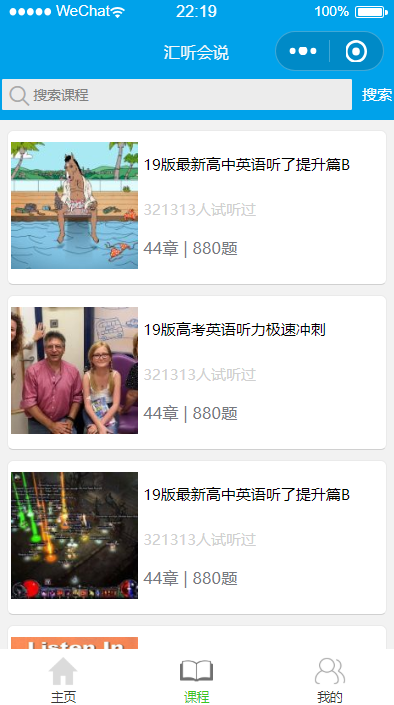 WeChat 22:19 100%
汇听会说
搜索课程 搜索
19版最新高中英语听了提升篇B
321313人试听过
44章 | 880题
19版高考英语听力极速冲刺
321313人试听过
44章 | 880题
19版最新高中英语听了提升篇B
321313人试听过
44章 | 880题
Listen In
主页 课程 我的